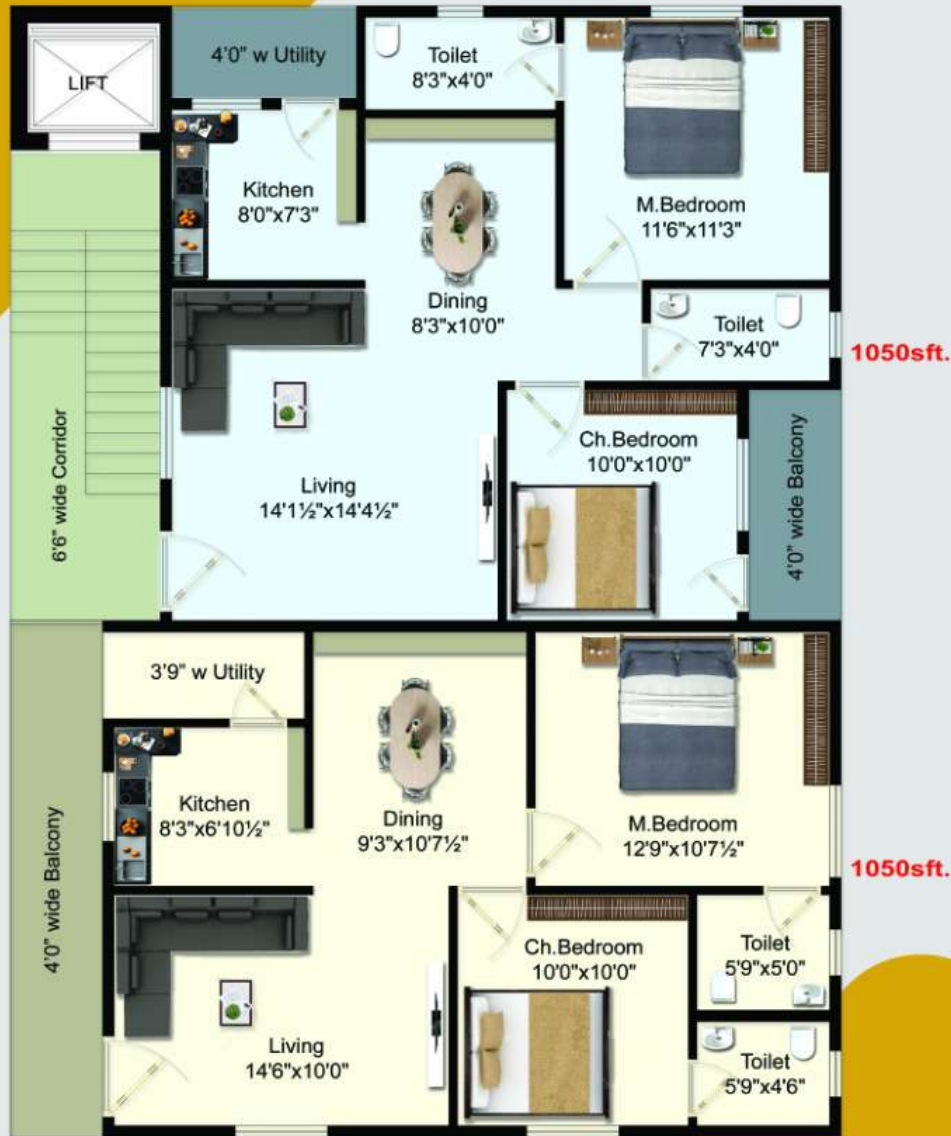 LIFT
4'0" w Utility
Toilet
8'3"x4'0"
Kitchen
8'0"x7'3"
M.Bedroom
11'6"x11'3"
Dining
8'3"x10'0"
Toilet
7'3"x4'0"
1050sft.
6'6" wide Corridor
Living
14'1½"x14'4½"
Ch.Bedroom
10'0"x10'0"
4'0" wide Balcony
3'9" w Utility
Kitchen
8'3"x6'10½"
Dining
9'3"x10'7½"
M.Bedroom
12'9"x10'7½"
1050sft.
4'0" wide Balcony
Living
14'6"x10'0"
Ch.Bedroom
10'0"x10'0"
Toilet
5'9"x5'0"
Toilet
5'9"x4'6"